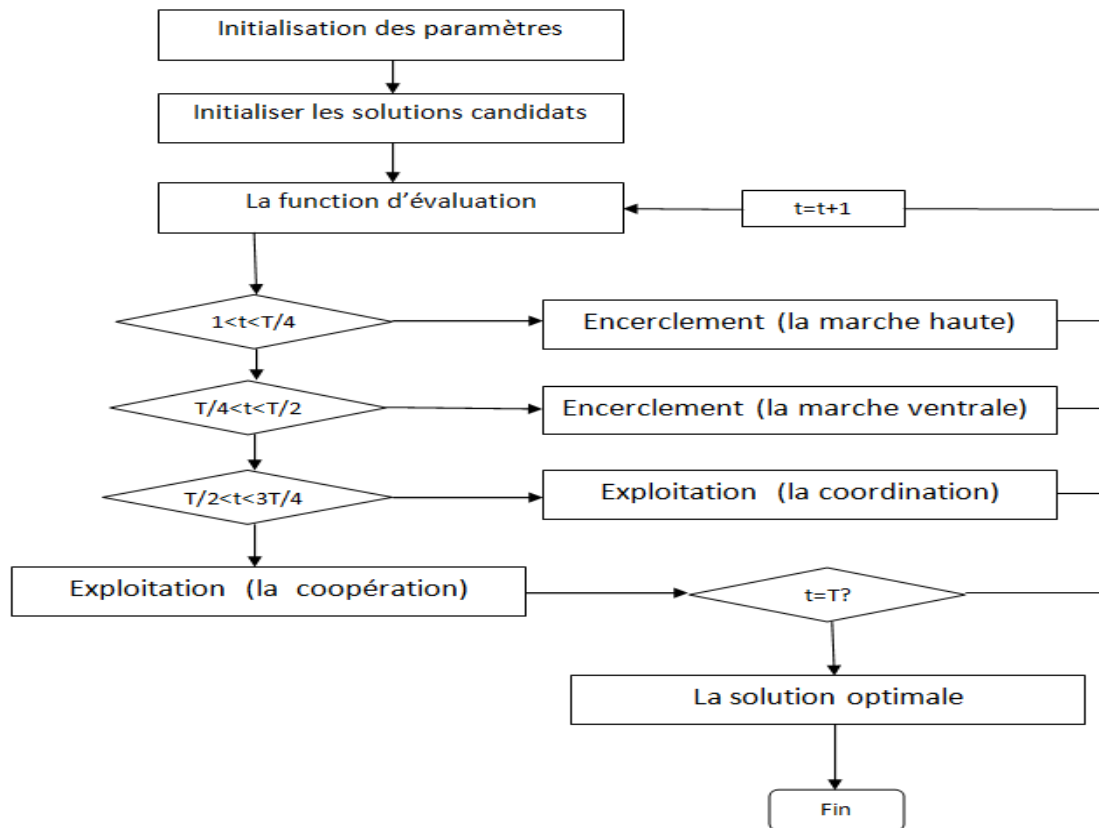 Initialisation des paramètres
Initialiser les solutions candidats
La function d'évaluation
t=t+1
1<t<T/4
Encerclement (la marche haute)
T/4<t<T/2
Encerclement (la marche ventrale)
T/2<t<3T/4
Exploitation (la coordination)
Exploitation (la coopération)
t=T?
La solution optimale
Fin